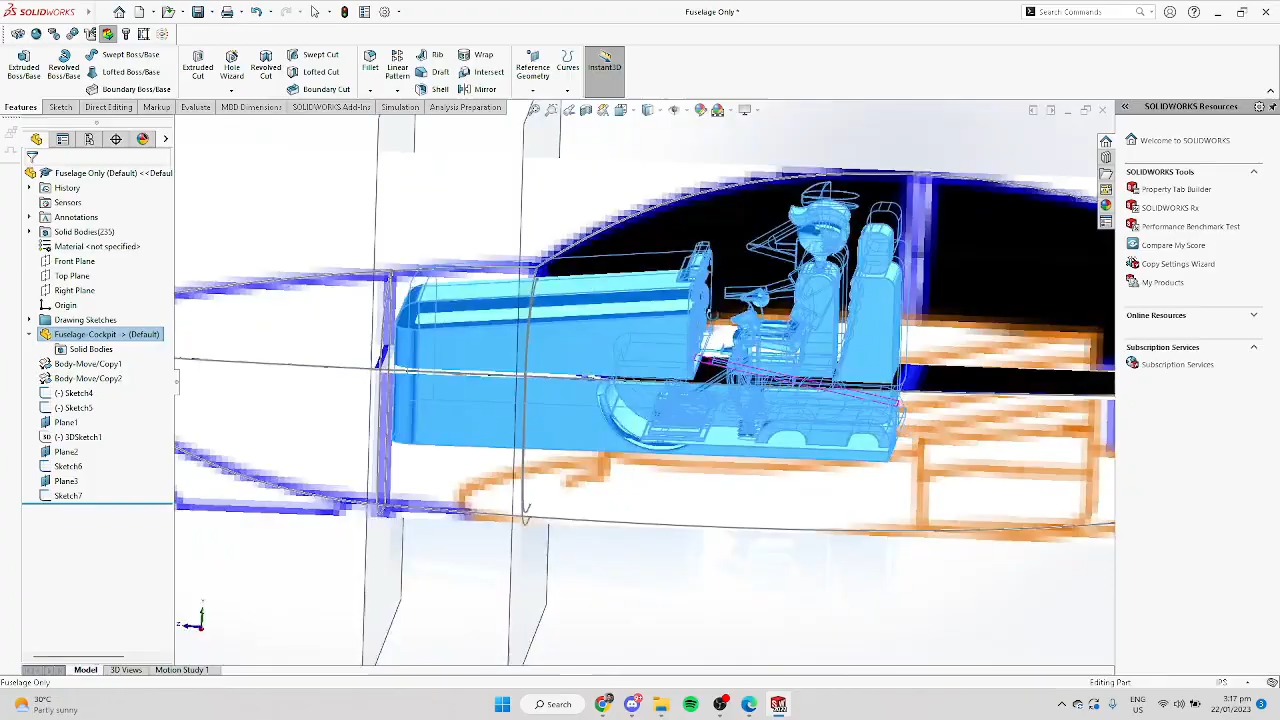 SOLIDWORKS
Fuselage Only *
Search Commands
Extruded Boss/Base
Revolved Boss/Base
Swept Boss/Base
Lofted Boss/Base
Boundary Boss/Base
Extruded Cut
Hole Wizard
Revolved Cut
Swept Cut
Lofted Cut
Boundary Cut
Fillet
Linear Pattern
Rib
Draft
Shell
Wrap
Intersect
Mirror
Reference Geometry
Curves
Instant3D
Features
Sketch
Direct Editing
Markup
Evaluate
MBD Dimensions
SOLIDWORKS Add-Ins
Simulation
Analysis Preparation
Fuselage Only (Default) <<Defaul
History
Sensors
Annotations
Solid Bodies(235)
Material <not specified>
Front Plane
Top Plane
Right Plane
Origin
Drawing Sketches
Fuselage-Cockpit -> (Default)
Solid Bodies
Body-Move/Copy1
Body-Move/Copy2
(-) Sketch4
(-) Sketch5
Plane1
(-) 3DSketch1
Plane2
Sketch6
Plane3
Sketch7
SOLIDWORKS Resources
Welcome to SOLIDWORKS
SOLIDWORKS Tools
Property Tab Builder
SOLIDWORKS Rx
Performance Benchmark Test
Compare My Score
Copy Settings Wizard
My Products
Online Resources
Subscription Services
Subscription Services
Model
3D Views
Motion Study 1
Fuselage Only
Editing Part
IPS
30°C
Partly sunny
Search
ENG
US
3:17 pm
22/01/2023